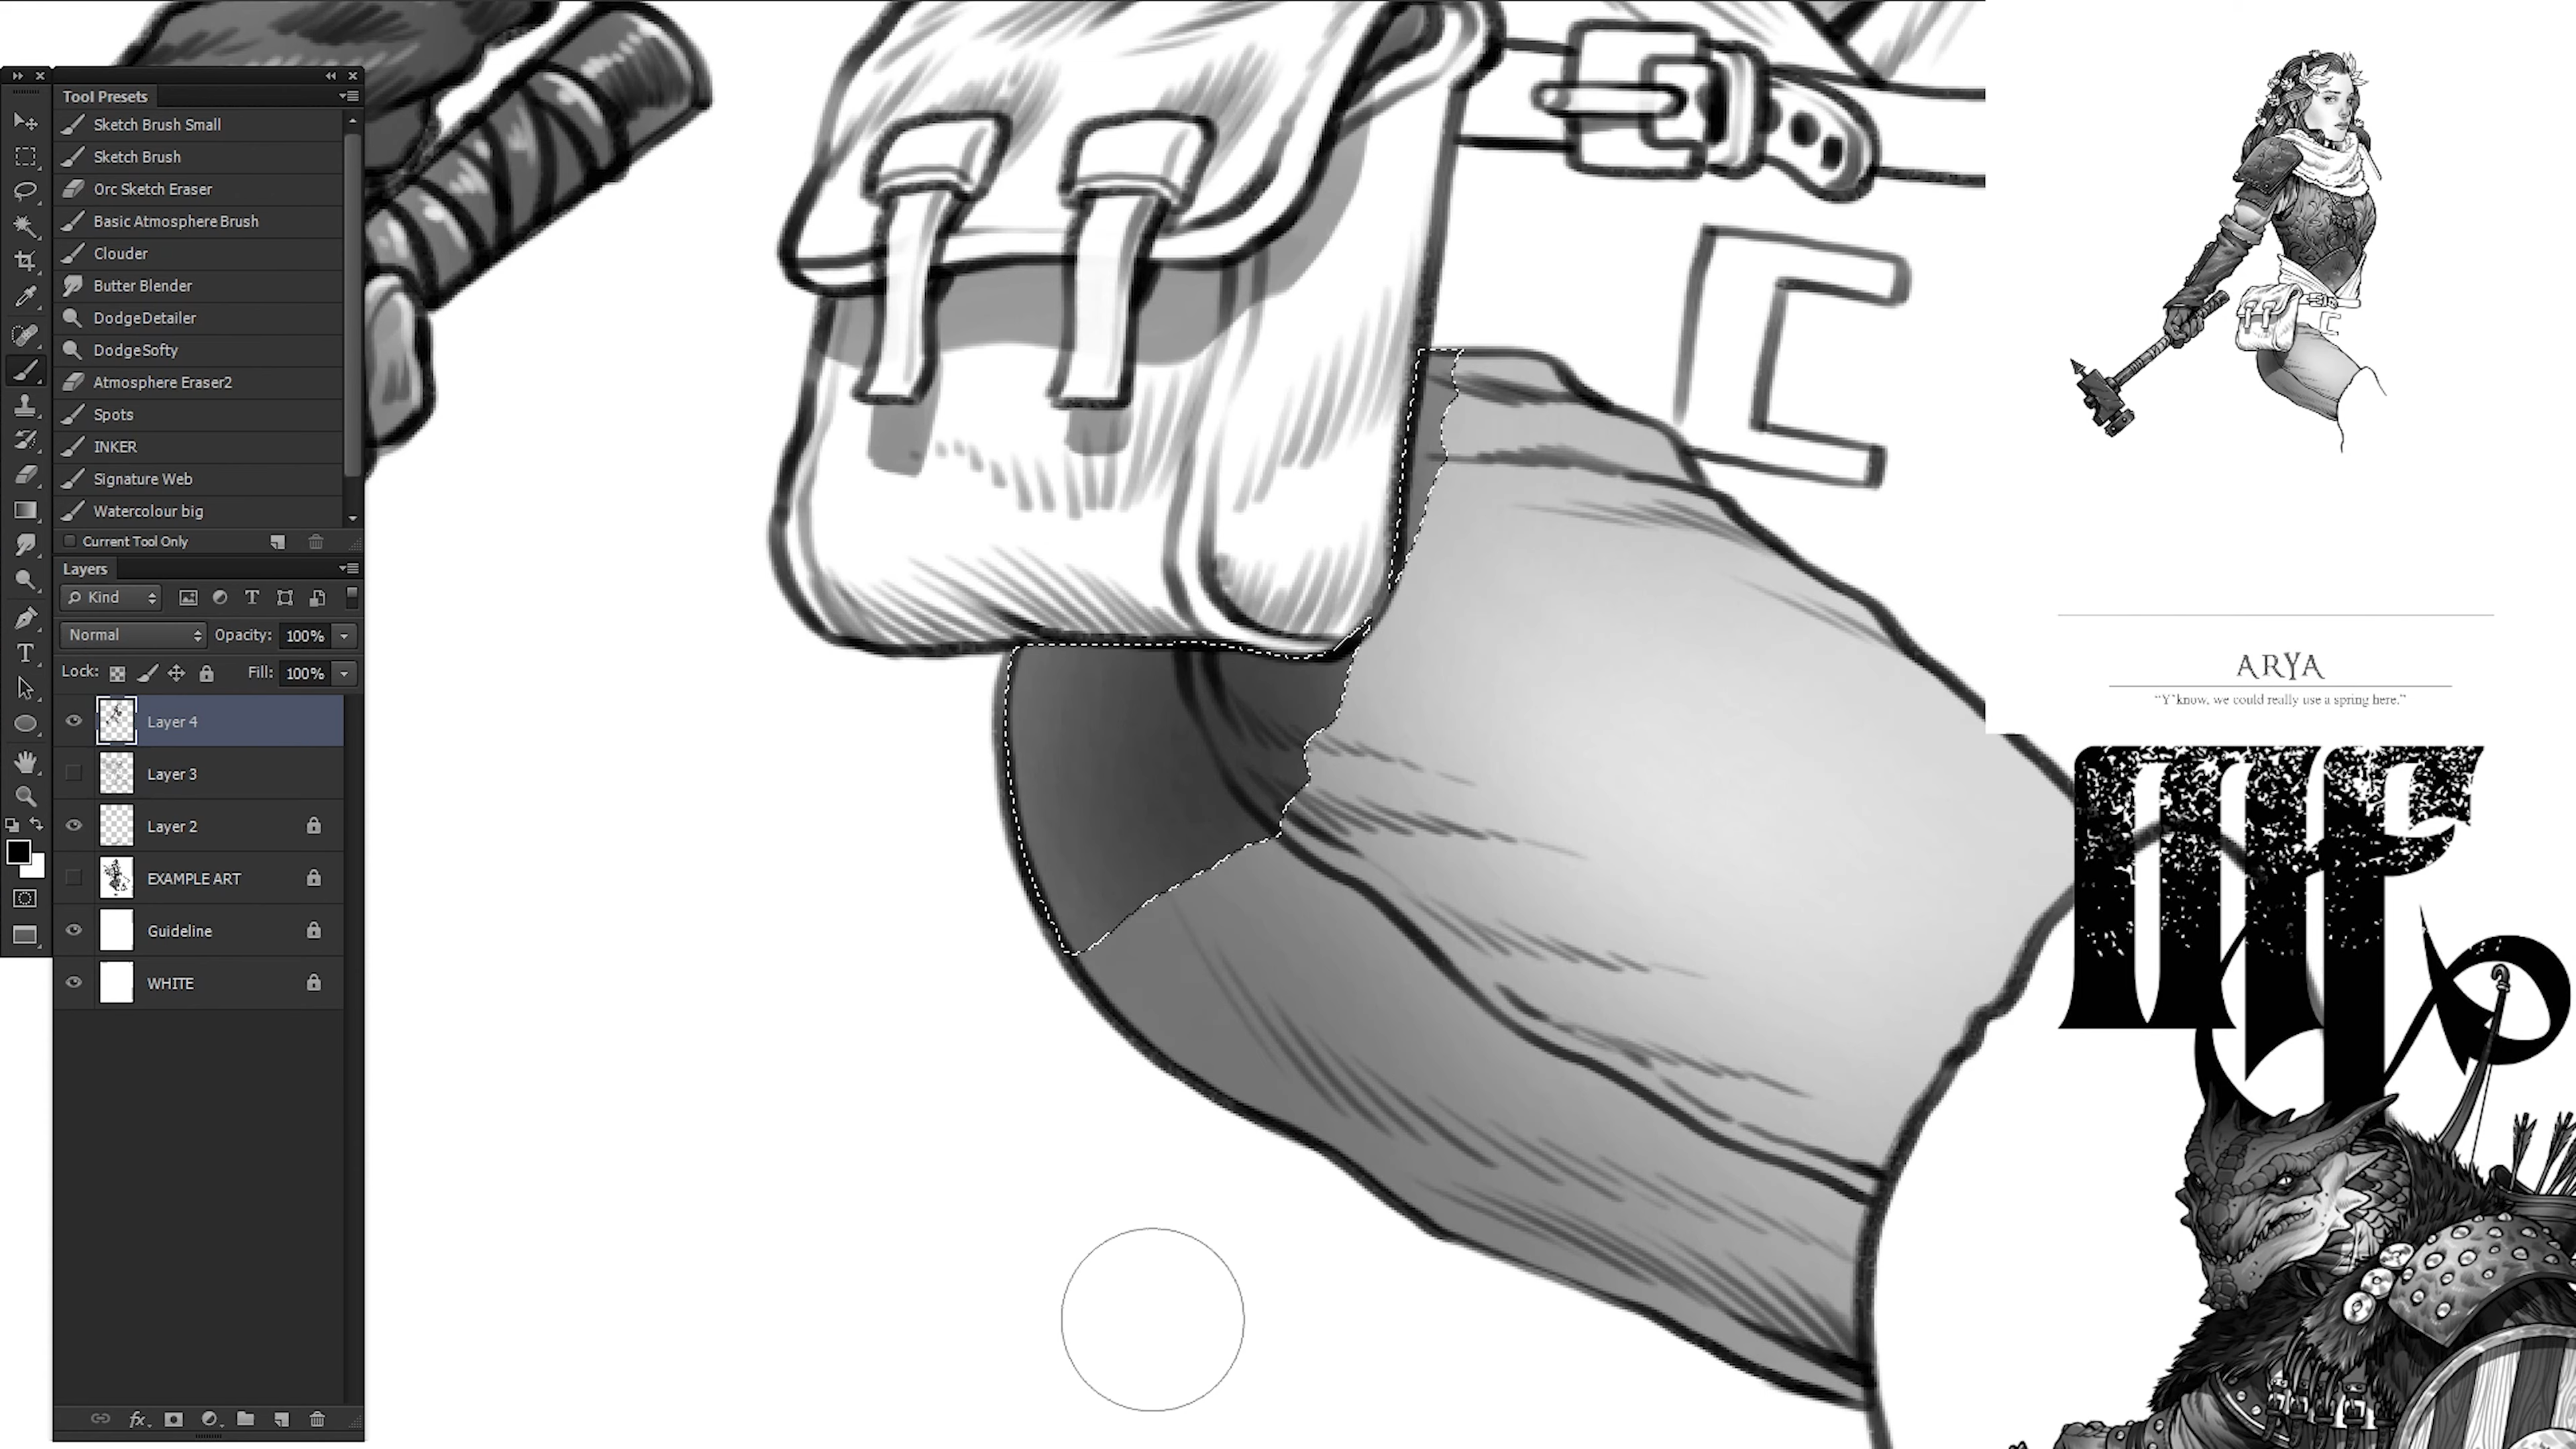 Tool Presets
Sketch Brush Small
Sketch Brush
Orc Sketch Eraser
Basic Atmosphere Brush
Clouder
Butter Blender
DodgeDetailer
DodgeSofty
Atmosphere Eraser2
Spots
INKER
Signature Web
Watercolour big
Current Tool Only
Layers
Kind
Normal Opacity: 100%
Lock: Fill: 100%
Layer 4
Layer 3
Layer 2
EXAMPLE ART
Guideline
WHITE
fx
C
ARYA
"Y'know, we could really use a spring here."